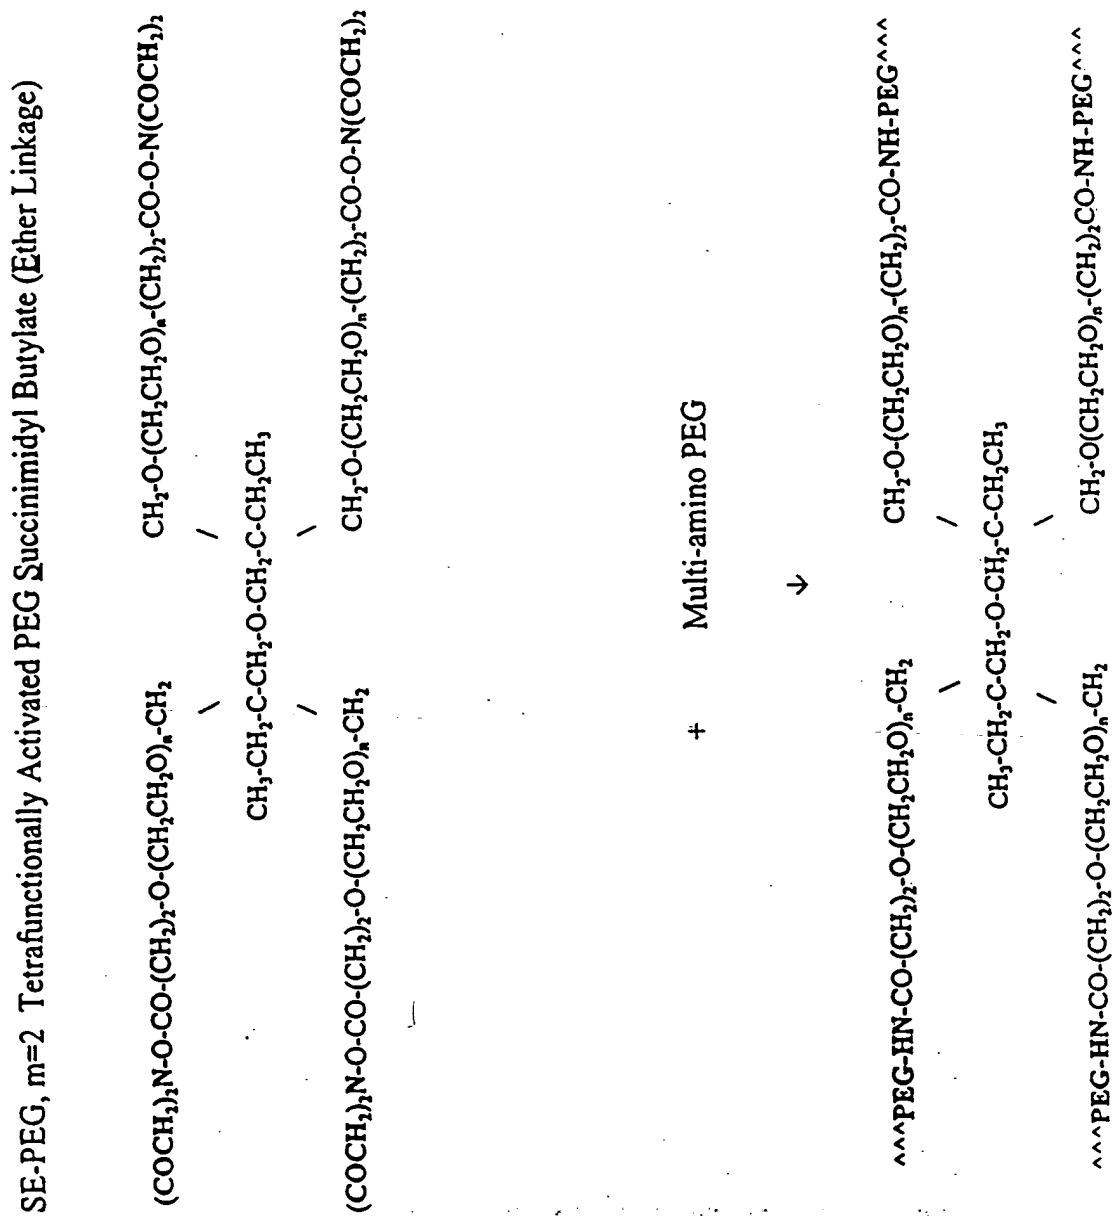 SE-PEG, m=2 Tetrafunctionally Activated PEG Succinimidyl Butylate (Ether Linkage)
(COCH₂)₂N-O-CO-(CH₂)₂-O-(CH₂CH₂O)ₙ-CH₂ CH₂-O-(CH₂CH₂O)ₙ-(CH₂)₂-CO-O-N(COCH₂)₂
\ /
CH₃-CH₂-C-CH₂-O-CH₂-C-CH₂CH₃
/ \
(COCH₂)₂N-O-CO-(CH₂)₂-O-(CH₂CH₂O)ₙ-CH₂ CH₂-O-(CH₂CH₂O)ₙ-(CH₂)₂-CO-O-N(COCH₂)₂
+ Multi-amino PEG
↓
^^^PEG-HN-CO-(CH₂)₂-O-(CH₂CH₂O)ₙ-CH₂ CH₂-O-(CH₂CH₂O)ₙ-(CH₂)₂-CO-NH-PEG^^^
\ /
CH₃-CH₂-C-CH₂-O-CH₂-C-CH₂CH₃
/ \
^^^PEG-HN-CO-(CH₂)₂-O-(CH₂CH₂O)ₙ-CH₂ CH₂-O(CH₂CH₂O)ₙ-(CH₂)₂CO-NH-PEG^^^